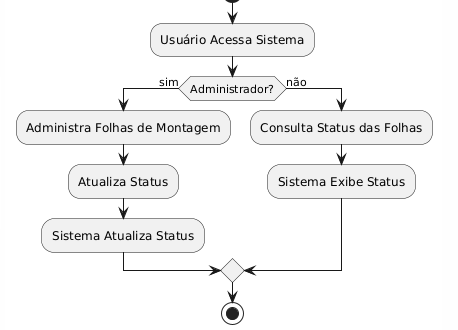 Usuário Acessa Sistema
sim
Administrador?
não
Administra Folhas de Montagem
Consulta Status das Folhas
Atualiza Status
Sistema Exibe Status
Sistema Atualiza Status